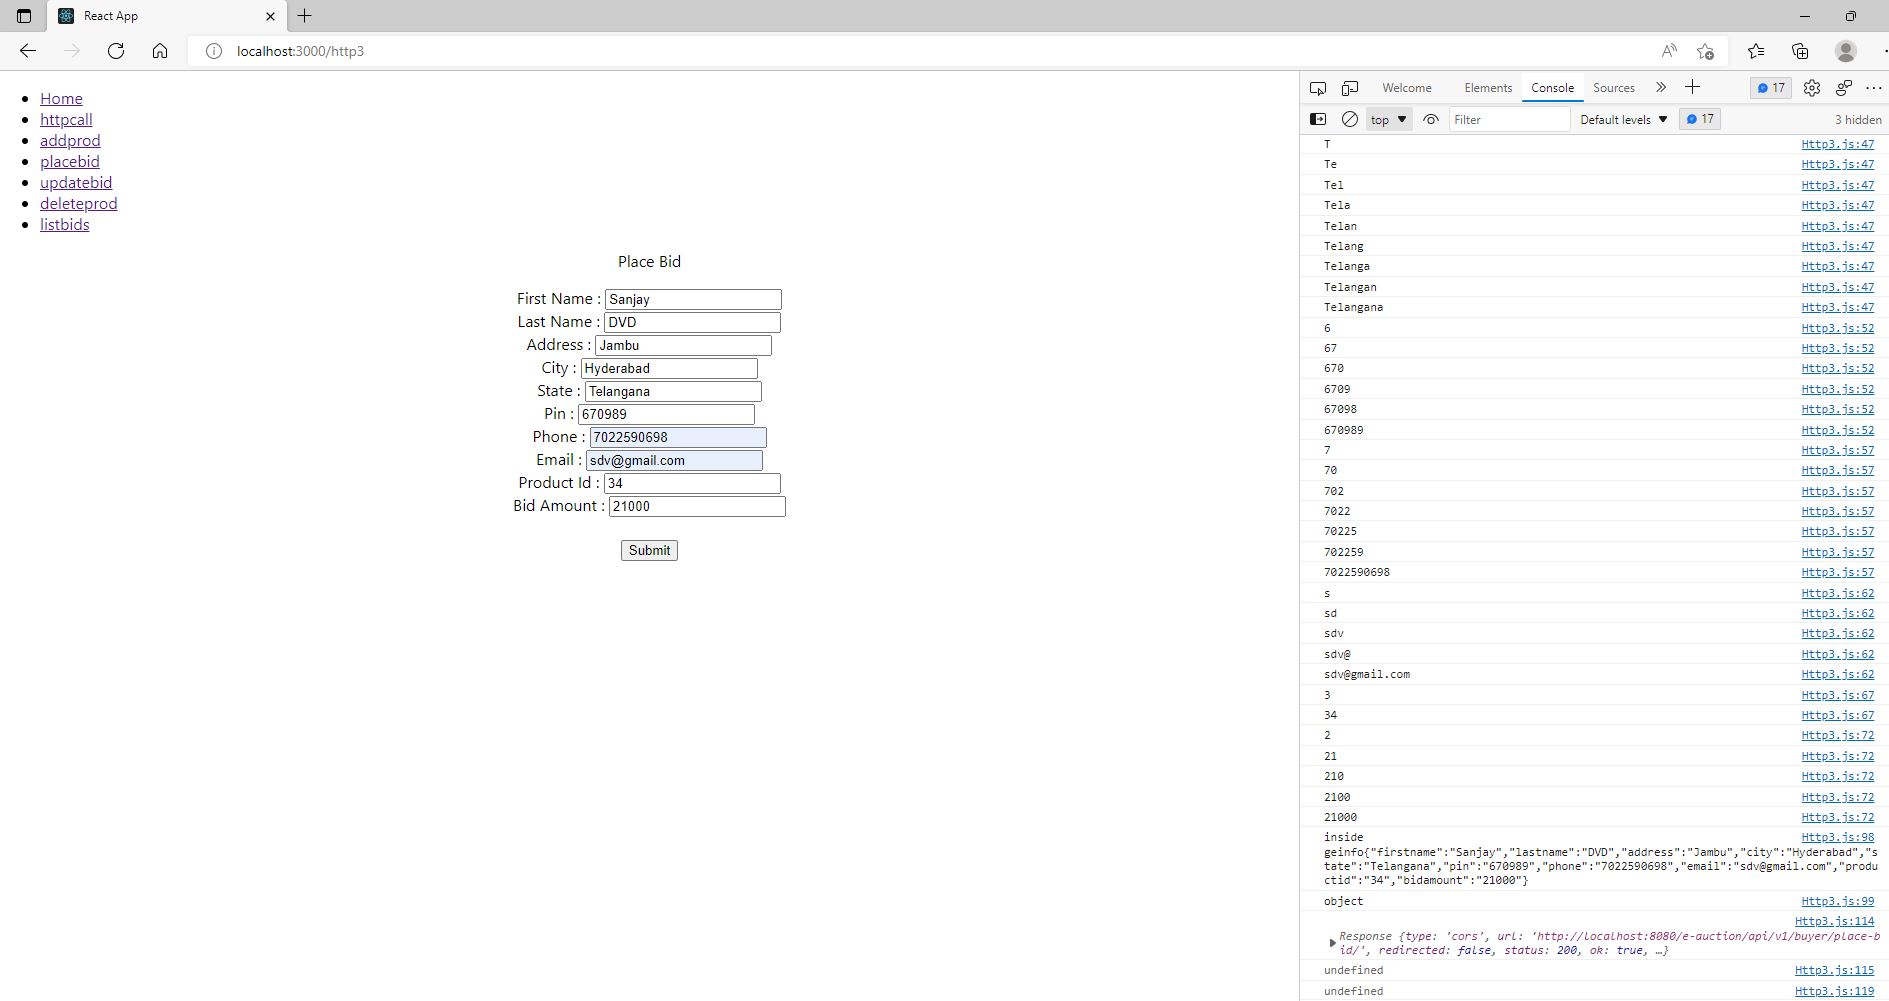 React App
localhost:3000/http3
Home
httpcall
addprod
placebid
updatebid
deleteprod
listbids
Place Bid
First Name : Sanjay
Last Name : DVD
Address : Jambu
City : Hyderabad
State : Telangana
Pin : 670989
Phone : 7022590698
Email : sdv@gmail.com
Product Id : 34
Bid Amount : 21000
Submit
Welcome Elements Console Sources 17
top Filter Default levels 17 3 hidden
T Http3.js:47
Te Http3.js:47
Tel Http3.js:47
Tela Http3.js:47
Telan Http3.js:47
Telang Http3.js:47
Telanga Http3.js:47
Telangan Http3.js:47
Telangana Http3.js:47
6 Http3.js:52
67 Http3.js:52
670 Http3.js:52
6709 Http3.js:52
67098 Http3.js:52
670989 Http3.js:52
7 Http3.js:57
70 Http3.js:57
702 Http3.js:57
7022 Http3.js:57
70225 Http3.js:57
702259 Http3.js:57
7022590698 Http3.js:57
s Http3.js:62
sd Http3.js:62
sdv Http3.js:62
sdv@ Http3.js:62
sdv@gmail.com Http3.js:62
3 Http3.js:67
34 Http3.js:67
2 Http3.js:72
21 Http3.js:72
210 Http3.js:72
2100 Http3.js:72
21000 Http3.js:72
inside Http3.js:98
geinfo{"firstname":"Sanjay","lastname":"DVD","address":"Jambu","city":"Hyderabad","s
tate":"Telangana","pin":"670989","phone":"7022590698","email":"sdv@gmail.com","produ
ctid":"34","bidamount":"21000"}
object Http3.js:99
Http3.js:114
Response {type: 'cors', url: 'http://localhost:8080/e-auction/api/v1/buyer/place-b
id/', redirected: false, status: 200, ok: true, …}
undefined Http3.js:115
undefined Http3.js:119